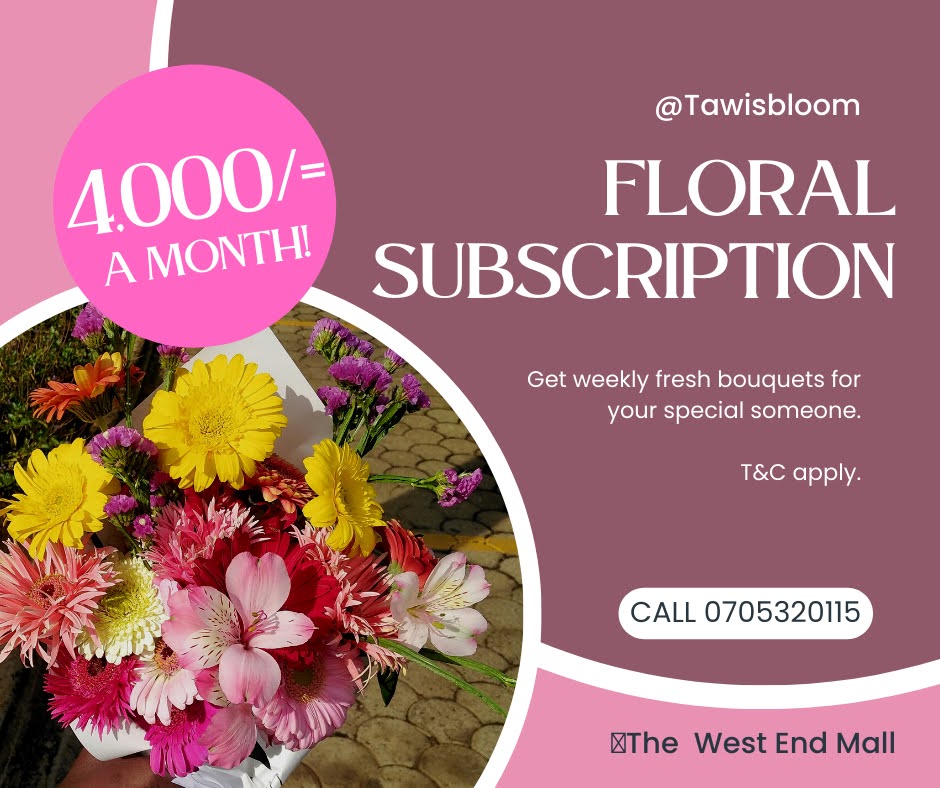 4.000/=
A MONTH!
@Tawisbloom
FLORAL
SUBSCRIPTION
Get weekly fresh bouquets for
your special someone.
T&C apply.
CALL 0705320115
The West End Mall